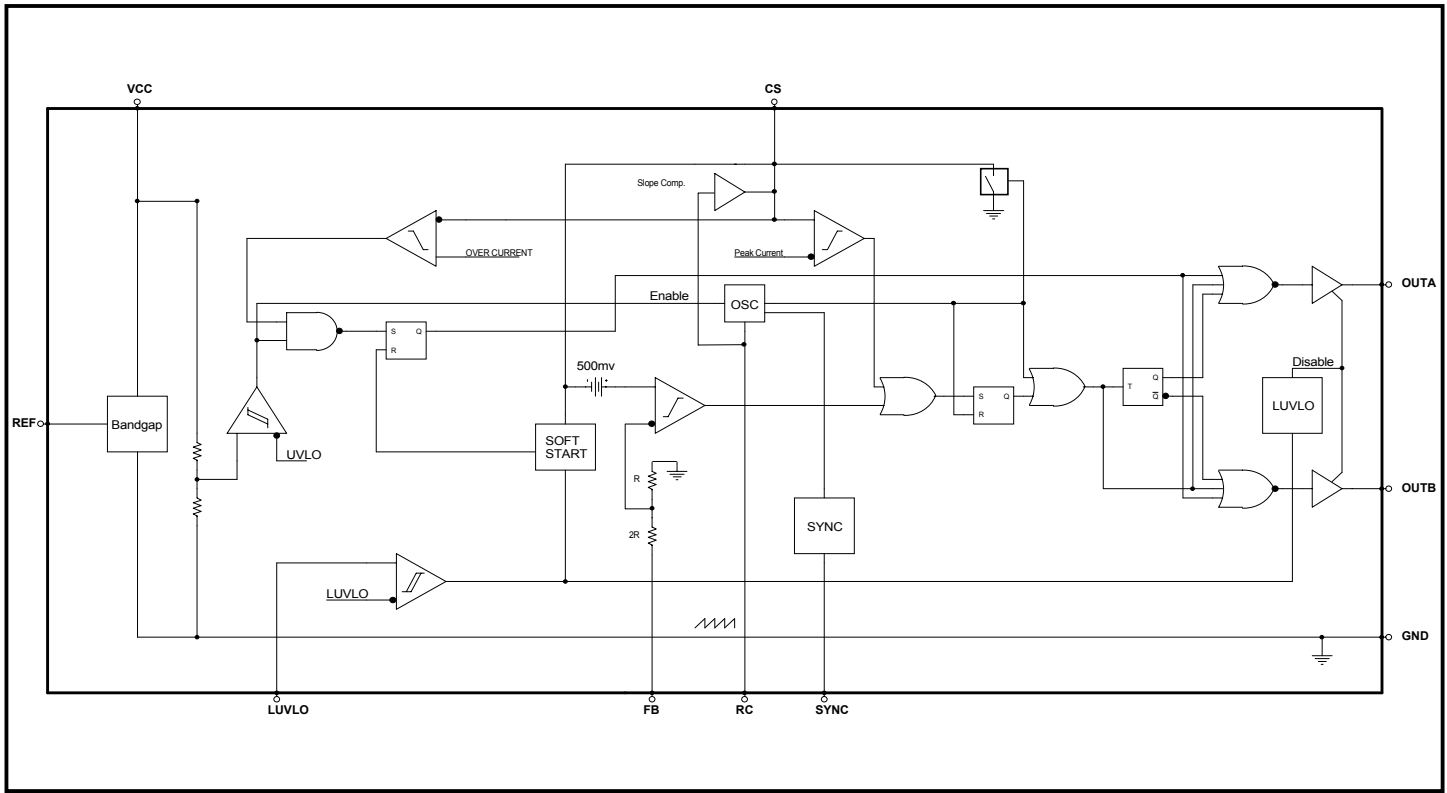 VCC
CS
Slope Comp.
OVER CURRENT
Peak Current
OUTA
Enable
OSC
S
Q
R
Disable
500mv
T
Q
Q
LUVLO
S
Q
R
REF
Bandgap
UVLO
SOFT
START
R
OUTB
2R
SYNC
LUVLO
GND
LUVLO
FB
RC
SYNC